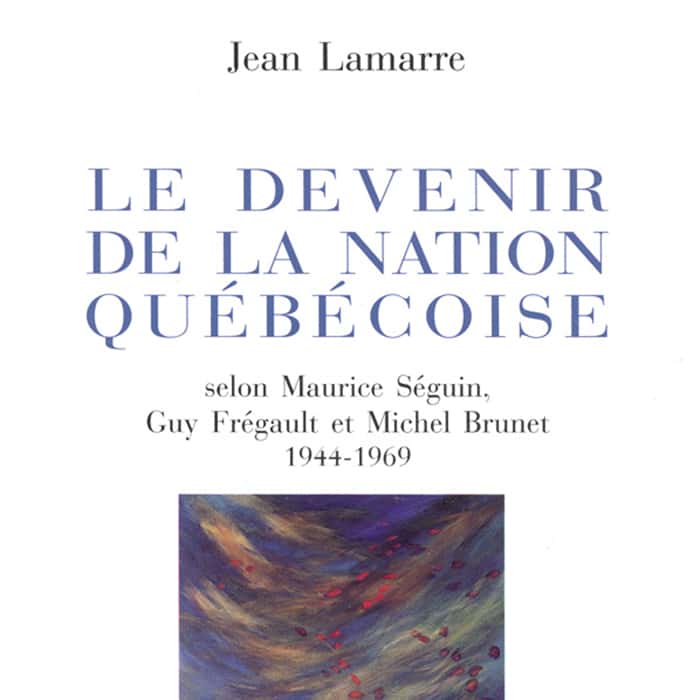 Jean Lamarre
LE DEVENIR
DE LA NATION
QUÉBÉCOISE
selon Maurice Séguin,
Guy Frégault et Michel Brunet
1944-1969